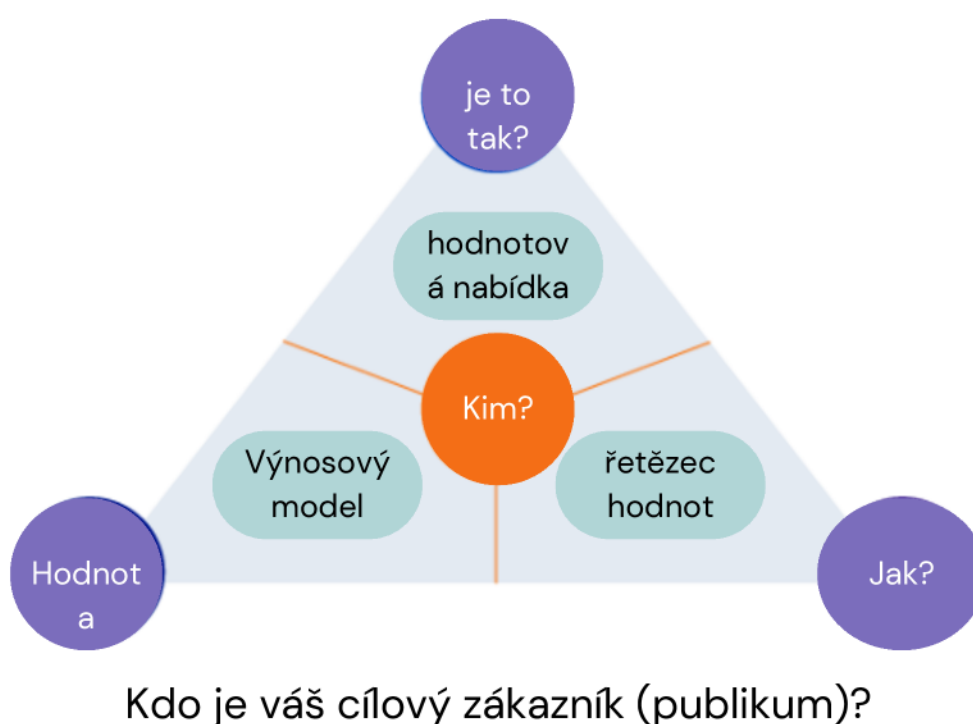 je to
tak?
hodnotov
á nabídka
Kim?
Výnosový
model
řetězec
hodnot
Hodnot
a
Jak?
Kdo je váš cílový zákazník (publikum)?